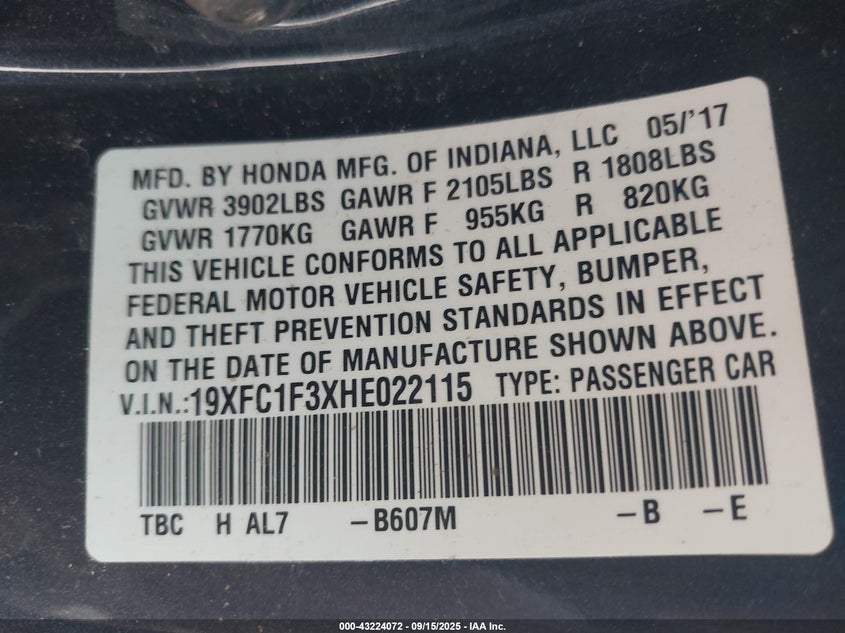 MFD. BY HONDA MFG. OF INDIANA, LLC 05/'17
GVWR 3902LBS GAWR F 2105LBS R 1808LBS
GVWR 1770KG GAWR F 955KG R 820KG
THIS VEHICLE CONFORMS TO ALL APPLICABLE
FEDERAL MOTOR VEHICLE SAFETY, BUMPER,
AND THEFT PREVENTION STANDARDS IN EFFECT
ON THE DATE OF MANUFACTURE SHOWN ABOVE.
V.I.N.:19XFC1F3XHE022115 TYPE: PASSENGER CAR
TBC H AL7 -B607M -B -E
000-43224072 - 09/15/2025 - IAA Inc.